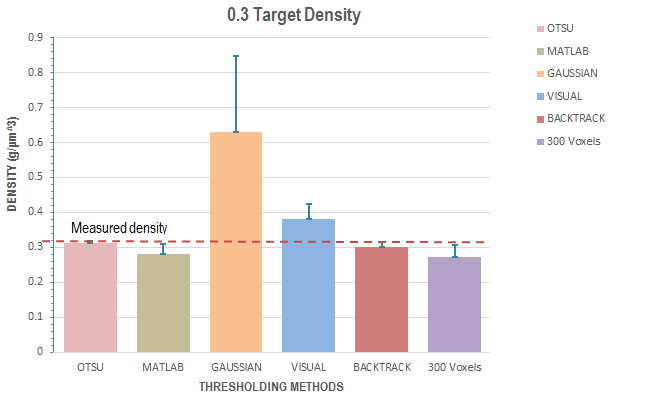 0.3 Target Density
OTSU
MATLAB
GAUSSIAN
VISUAL
BACKTRACK
300 Voxels
DENSITY (g/µm^3)
0.9
0.8
0.7
0.6
0.5
0.4
0.3
0.2
0.1
0
Measured density
OTSU MATLAB GAUSSIAN VISUAL BACKTRACK 300 Voxels
THRESHOLDING METHODS